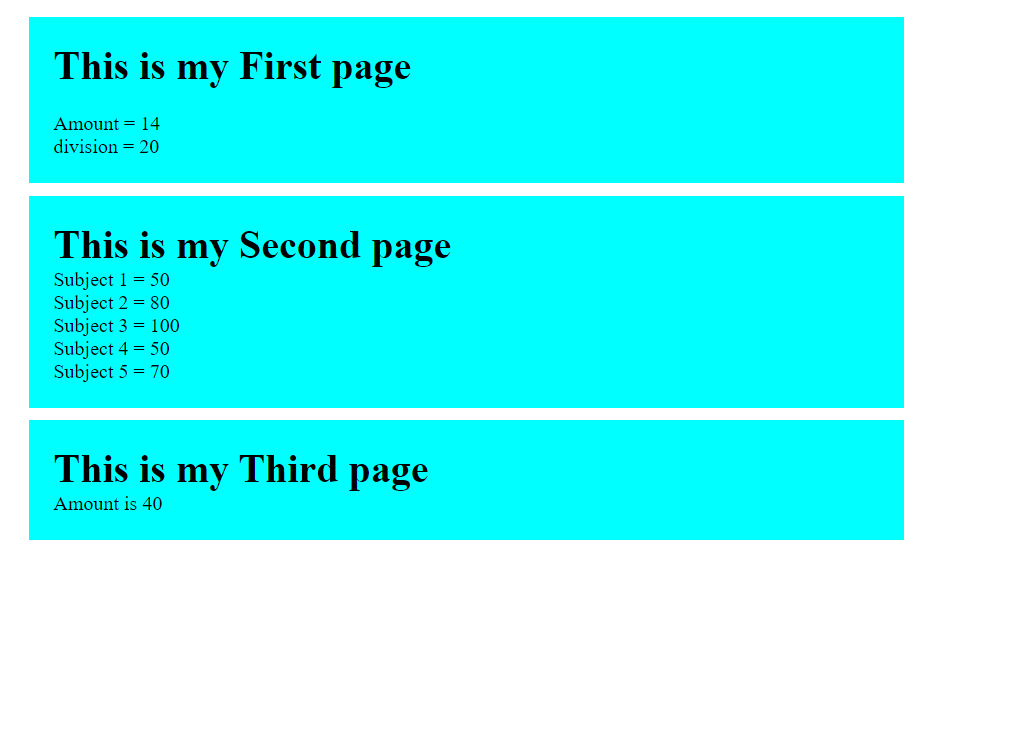 This is my First page
Amount = 14
division = 20
This is my Second page
Subject 1 = 50
Subject 2 = 80
Subject 3 = 100
Subject 4 = 50
Subject 5 = 70
This is my Third page
Amount is 40